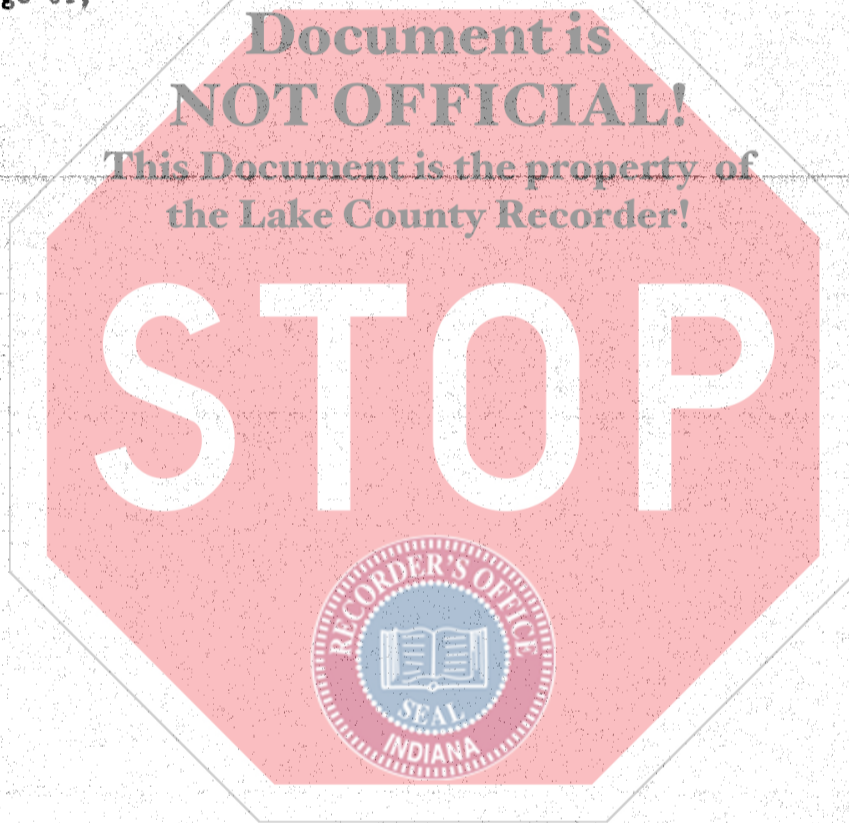 Document is
NOT OFFICIAL!
This Document is the property of
the Lake County Recorder!
STOP
RECORDER'S OFFICE
SEAL
INDIANA